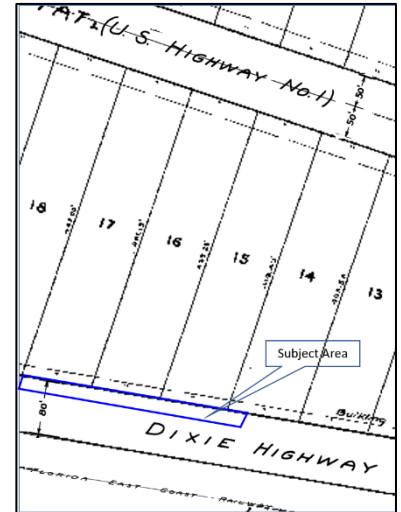 AT. (U.S. HIGHWAY No. 1)
50' 50'
18
17
16
15
14
13
Subject Area
Building
80'
DIXIE HIGHWAY
FLORIDA EAST COAST RAILWAY